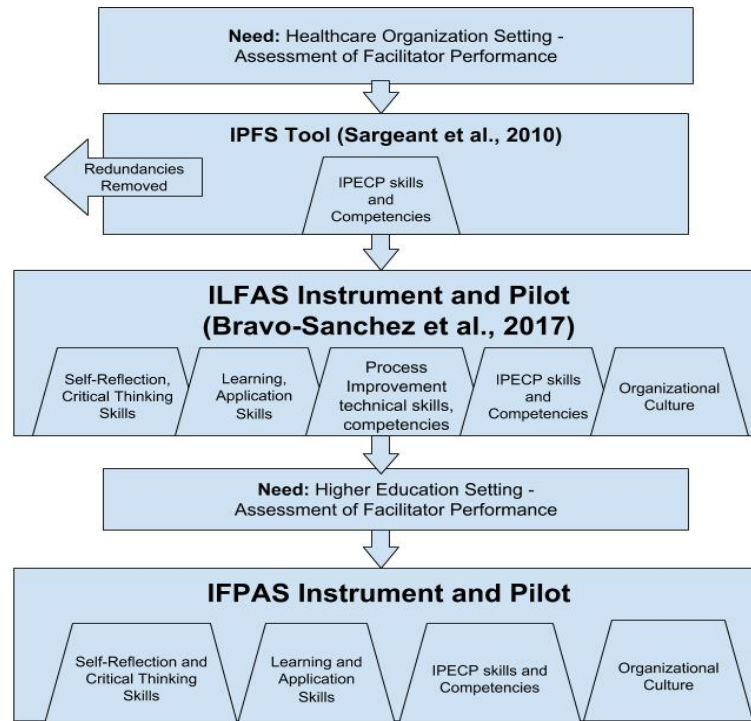 Need: Healthcare Organization Setting -
Assessment of Facilitator Performance
IPFS Tool (Sargeant et al., 2010)
Redundancies
Removed
IPECP skills
and
Competencies
ILFAS Instrument and Pilot
(Bravo-Sanchez et al., 2017)
Self-Reflection,
Critical Thinking
Skills
Learning,
Application
Skills
Process
Improvement
technical skills,
competencies
IPECP skills
and
Competencies
Organizational
Culture
Need: Higher Education Setting -
Assessment of Facilitator Performance
IFPAS Instrument and Pilot
Self-Reflection and
Critical Thinking
Skills
Learning and
Application
Skills
IPECP skills and
Competencies
Organizational
Culture